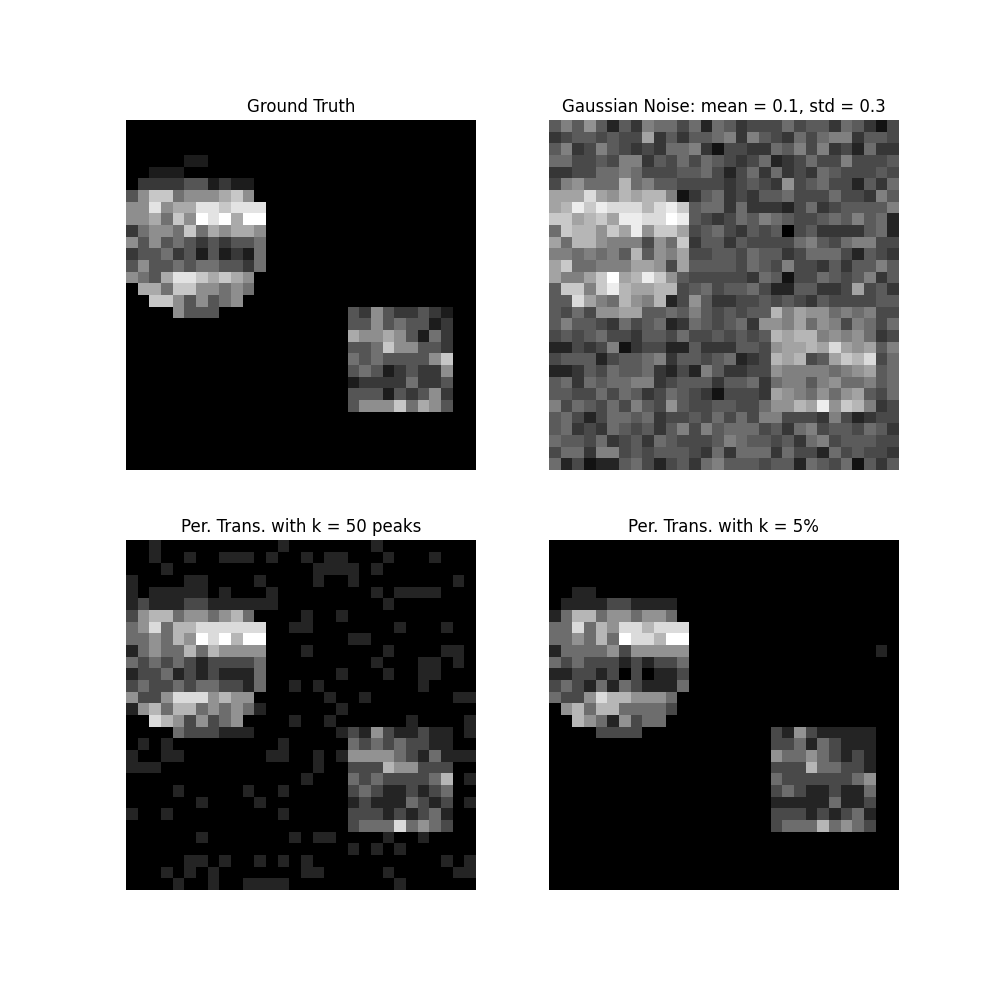 Ground Truth
Gaussian Noise: mean = 0.1, std = 0.3
Per. Trans. with k = 50 peaks
Per. Trans. with k = 5%